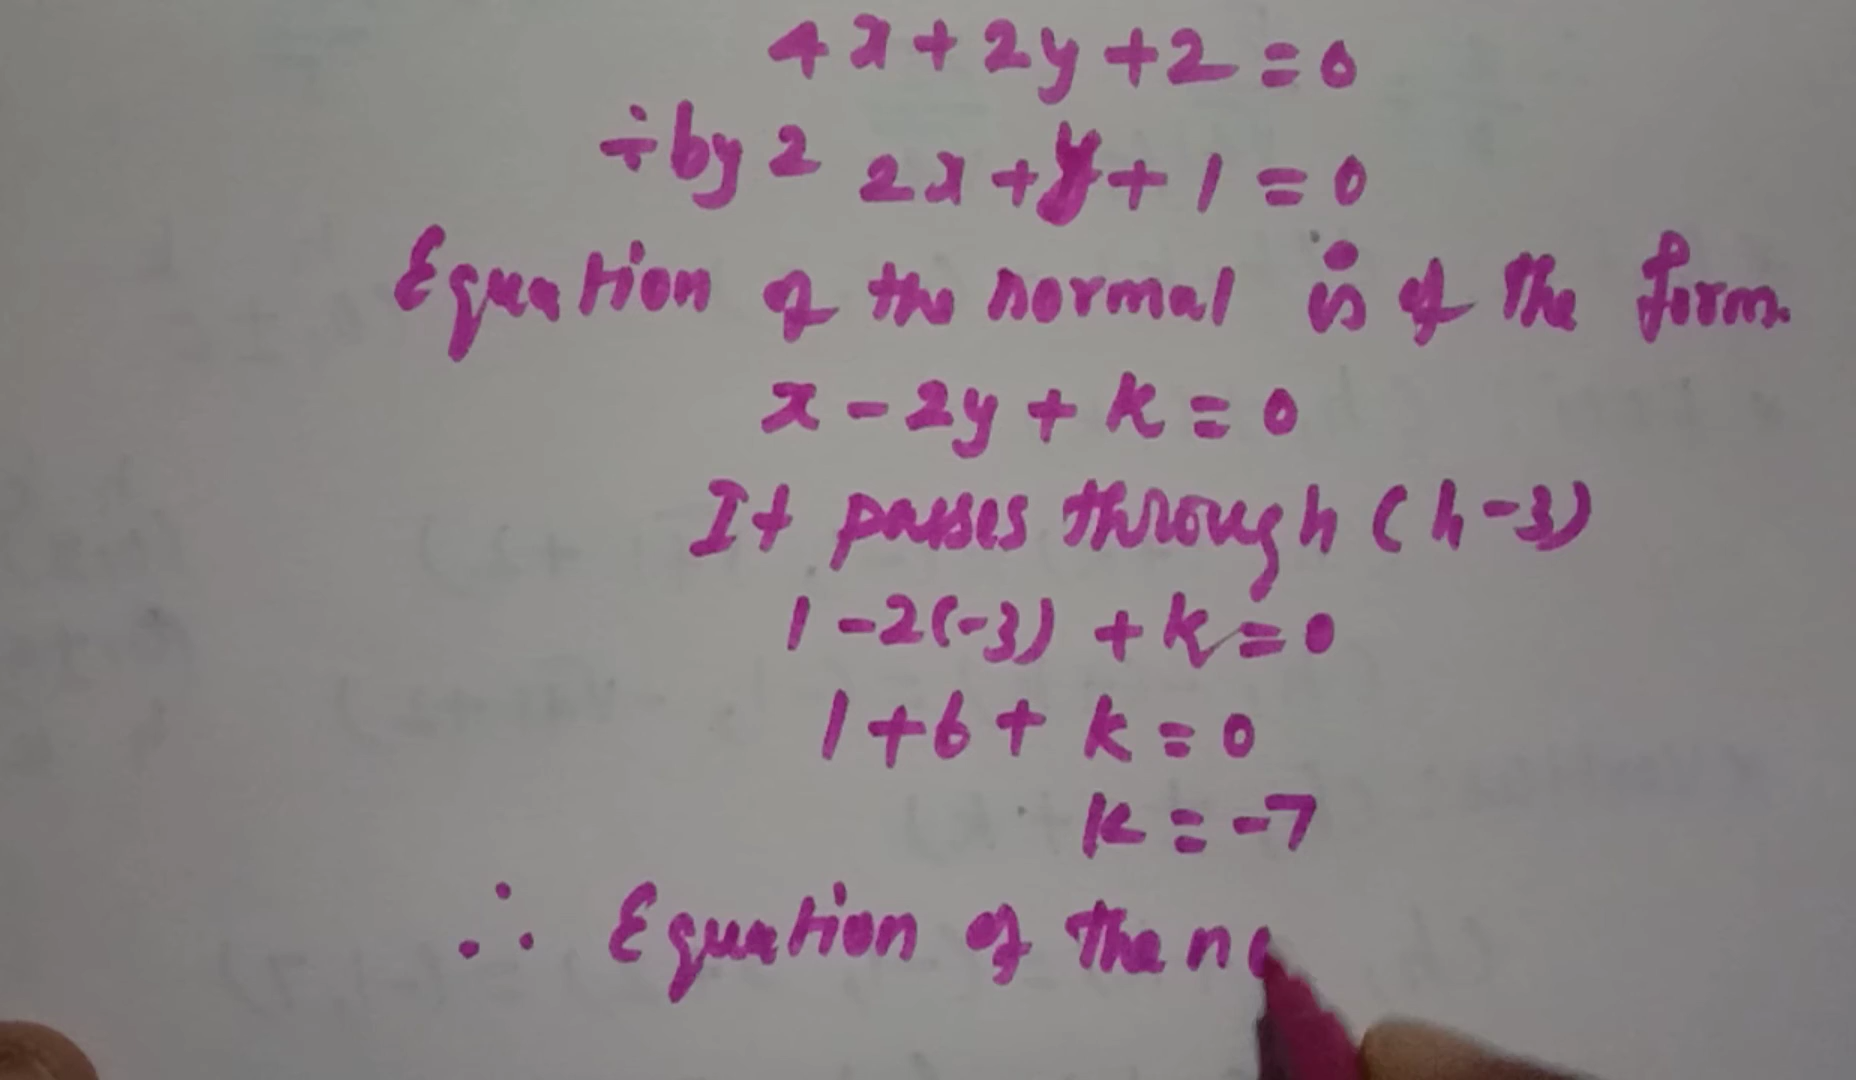 4x + 2y + 2 = 0
÷ by 2 2x + y + 1 = 0
Equation of the normal is of the form
x - 2y + k = 0
It passes through (1, -3)
1 - 2(-3) + k = 0
1 + 6 + k = 0
k = -7
∴ Equation of the n